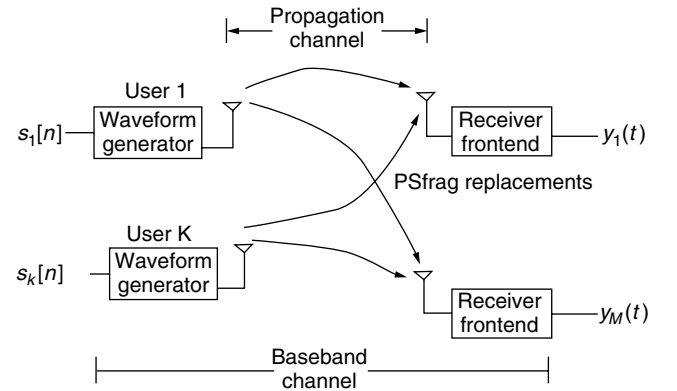 Propagation
channel
User 1
s₁[n]
Waveform
generator
Receiver
frontend
y₁(t)
PSfrag replacements
User K
sₖ[n]
Waveform
generator
Receiver
frontend
y_M(t)
Baseband
channel